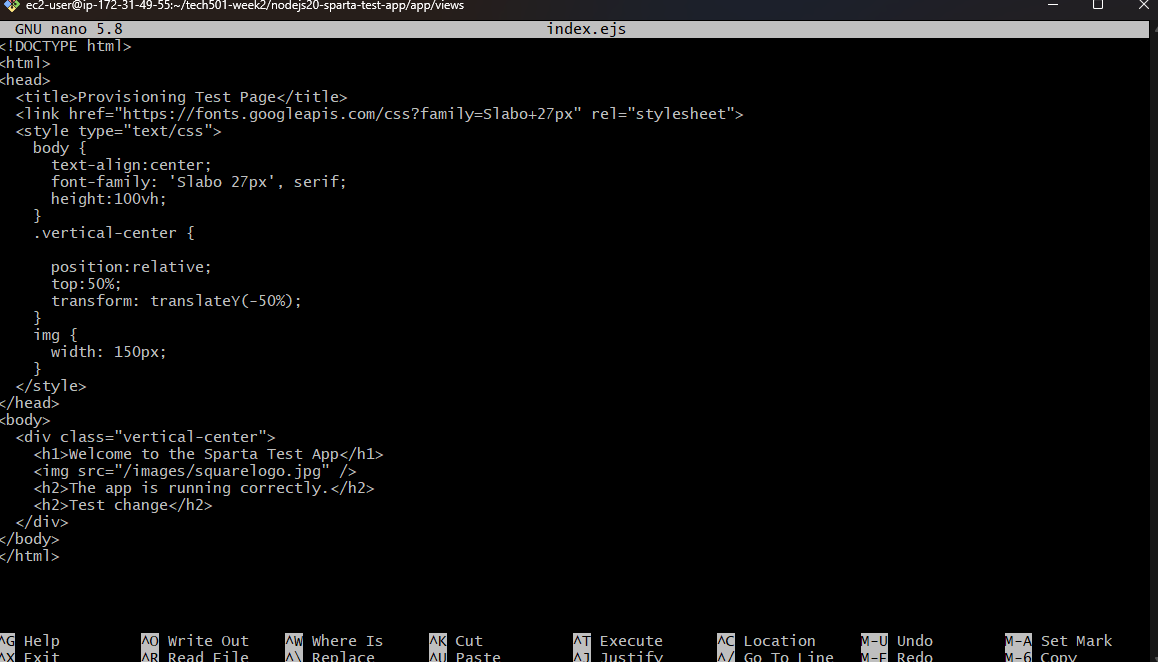 ec2-user@ip-172-31-49-55:~/tech501-week2/nodejs20-sparta-test-app/app/views
GNU nano 5.8 index.ejs
<!DOCTYPE html>
<html>
<head>
  <title>Provisioning Test Page</title>
  <link href="https://fonts.googleapis.com/css?family=Slabo+27px" rel="stylesheet">
  <style type="text/css">
    body {
      text-align:center;
      font-family: 'Slabo 27px', serif;
      height:100vh;
    }
    .vertical-center {
      position:relative;
      top:50%;
      transform: translateY(-50%);
    }
    img {
      width: 150px;
    }
  </style>
</head>
<body>
  <div class="vertical-center">
    <h1>Welcome to the Sparta Test App</h1>
    <img src="/images/squarelogo.jpg" />
    <h2>The app is running correctly.</h2>
    <h2>Test change</h2>
  </div>
</body>
</html>
^G Help ^O Write Out ^W Where Is ^K Cut ^T Execute ^C Location M-U Undo M-A Set Mark
^X Exit ^R Read File ^\ Replace ^U Paste ^J Justify ^/ Go To Line M-E Redo M-6 Copy